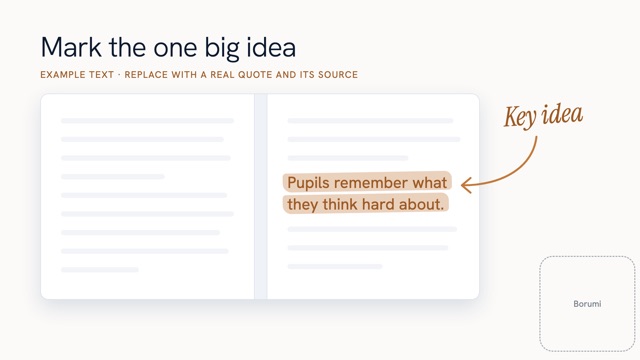 Mark the one big idea
EXAMPLE TEXT · REPLACE WITH A REAL QUOTE AND ITS SOURCE
Key idea
Pupils remember what
they think hard about.
Borumi